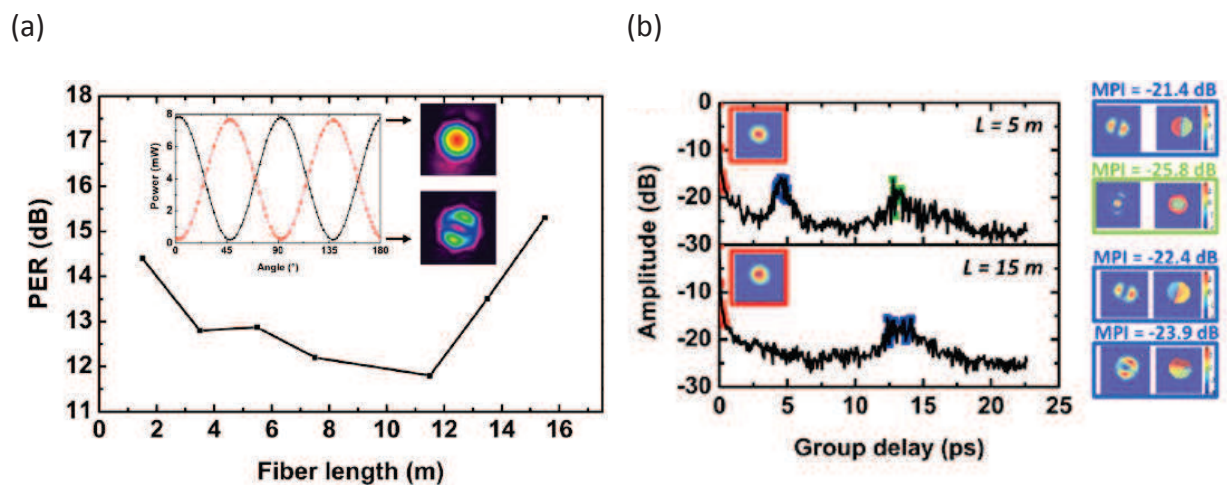 (a)
(b)
18
17
16
15
14
13
12
11
PER (dB)
0 2 4 6 8 10 12 14 16
Fiber length (m)
8
6
4
2
0
Power (mW)
0 45 90 135 180
Angle (°)
0
-10
-20
-30
-10
-20
-30
Amplitude (dB)
L = 5 m
L = 15 m
0 5 10 15 20 25
Group delay (ps)
MPI = -21.4 dB
MPI = -25.8 dB
MPI = -22.4 dB
MPI = -23.9 dB